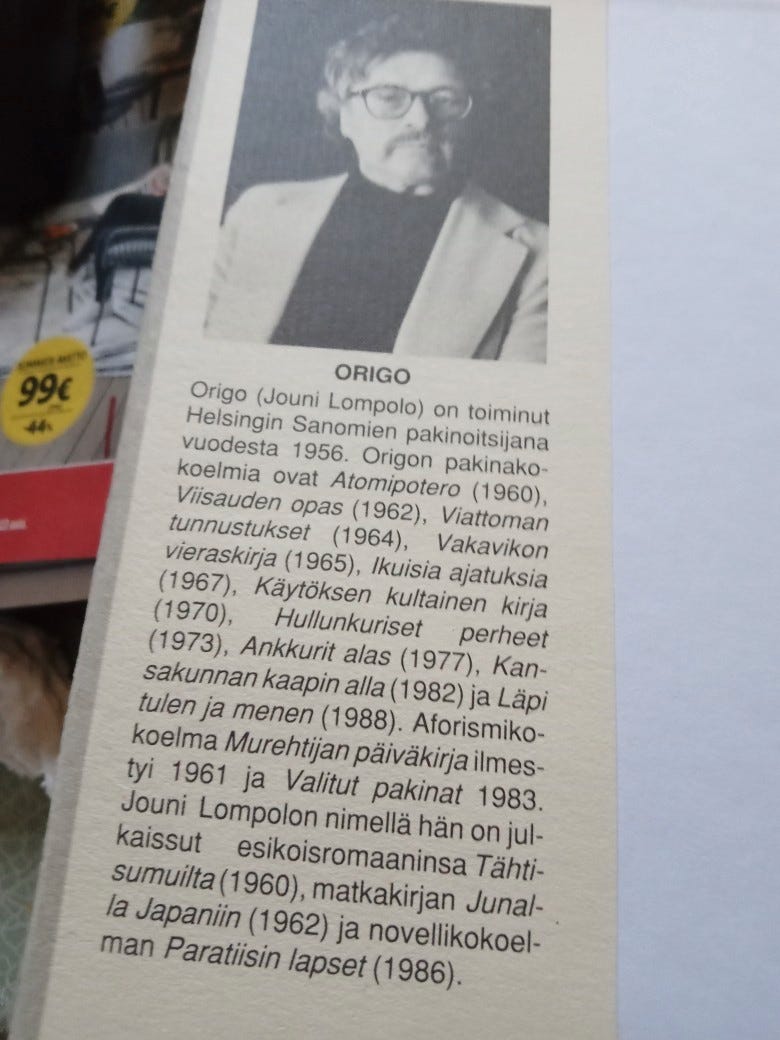 99€
-44%
ORIGO
Origo (Jouni Lompolo) on toiminut
Helsingin Sanomien pakinoitsijana
vuodesta 1956. Origon pakinako-
koelmia ovat Atomipotero (1960),
Viisauden opas (1962), Viattoman
tunnustukset (1964), Vakavikon
vieraskirja (1965), Ikuisia ajatuksia
(1967), Käytöksen kultainen kirja
(1970), Hullunkuriset perheet
(1973), Ankkurit alas (1977), Kan-
sakunnan kaapin alla (1982) ja Läpi
tulen ja menen (1988). Aforismiko-
koelma Murehtijan päiväkirja ilmes-
tyi 1961 ja Valitut pakinat 1983.
Jouni Lompolon nimellä hän on jul-
kaissut esikoisromaaninsa Tähti-
sumuilta (1960), matkakirjan Junal-
la Japaniin (1962) ja novellikokoel-
man Paratiisin lapset (1986).